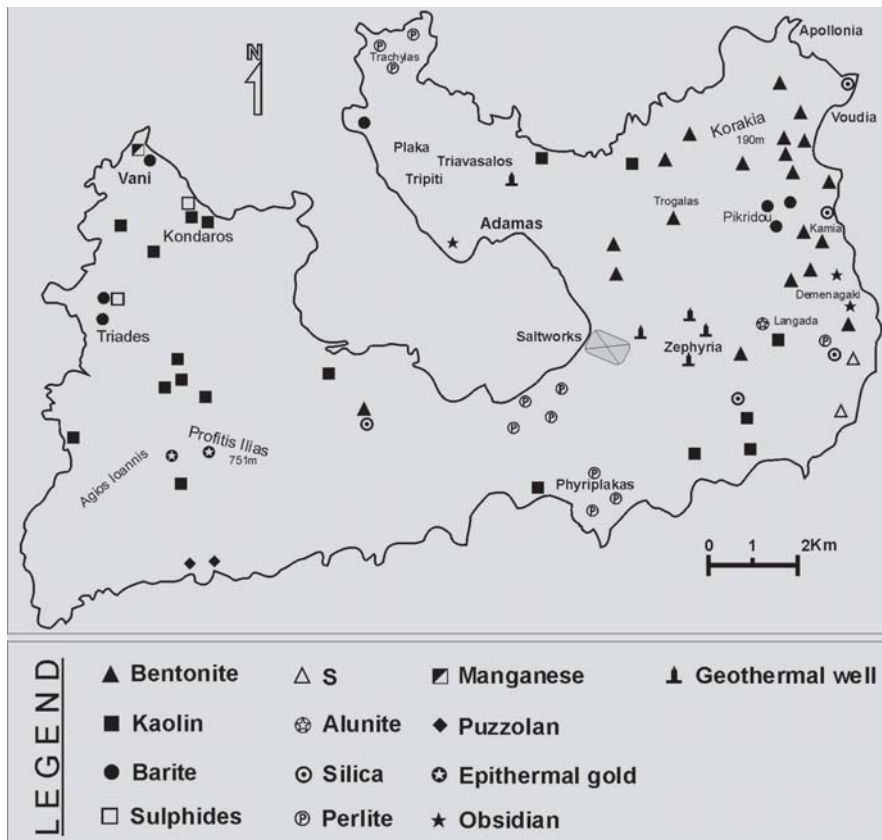 N
Trachylas
Apollonia
Voudia
Korakia
190m
Plaka
Triavasalos
Tripiti
Vani
Trogalas
Pikridou
Adamas
Kamia
Kondaros
Demenagaki
Langada
Triades
Saltworks
Zephyria
Profitis Ilias
751m
Agios Ioannis
Phyriplakas
0 1 2Km
LEGEND
Bentonite
S
Manganese
Geothermal well
Kaolin
Alunite
Puzzolan
Barite
Silica
Epithermal gold
Sulphides
Perlite
Obsidian